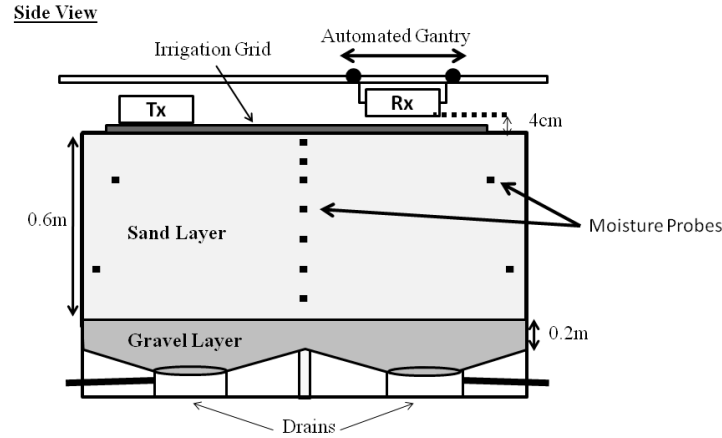 Side View
Automated Gantry
Irrigation Grid
Tx
Rx
4cm
0.6m
Moisture Probes
Sand Layer
Gravel Layer
0.2m
Drains